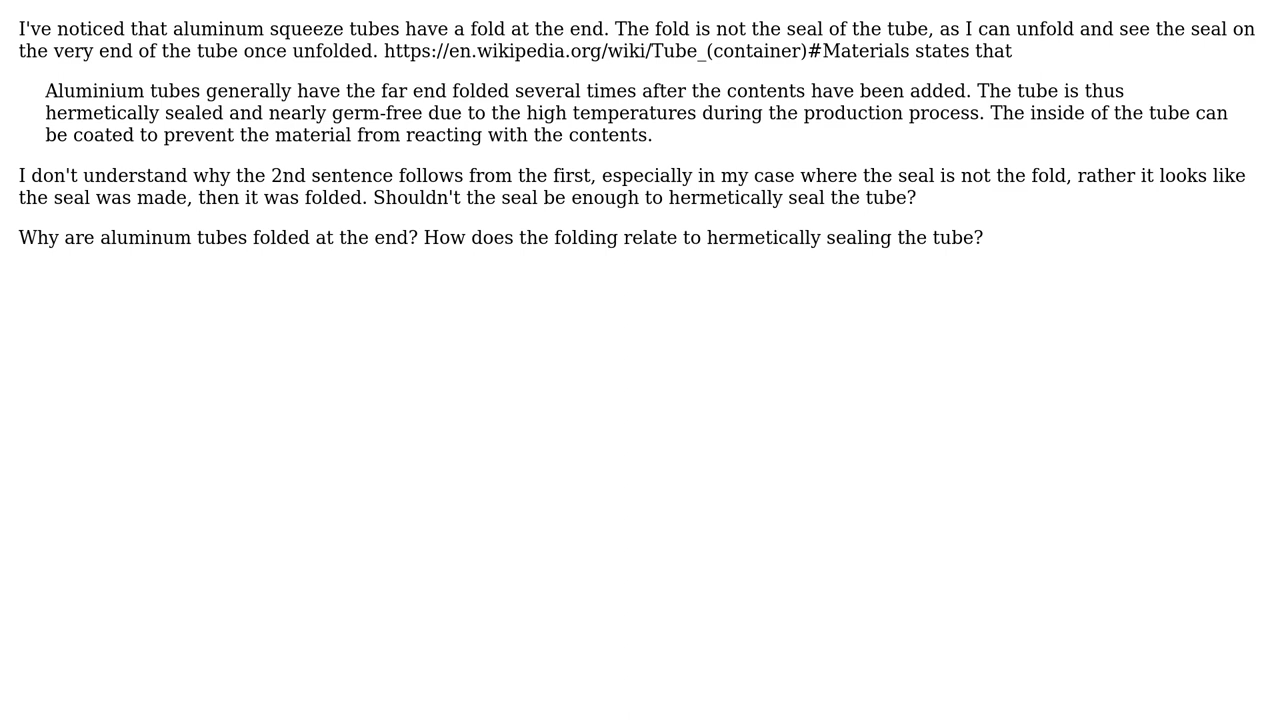 I've noticed that aluminum squeeze tubes have a fold at the end. The fold is not the seal of the tube, as I can unfold and see the seal on
the very end of the tube once unfolded. https://en.wikipedia.org/wiki/Tube_(container)#Materials states that
Aluminium tubes generally have the far end folded several times after the contents have been added. The tube is thus
hermetically sealed and nearly germ-free due to the high temperatures during the production process. The inside of the tube can
be coated to prevent the material from reacting with the contents.
I don't understand why the 2nd sentence follows from the first, especially in my case where the seal is not the fold, rather it looks like
the seal was made, then it was folded. Shouldn't the seal be enough to hermetically seal the tube?
Why are aluminum tubes folded at the end? How does the folding relate to hermetically sealing the tube?